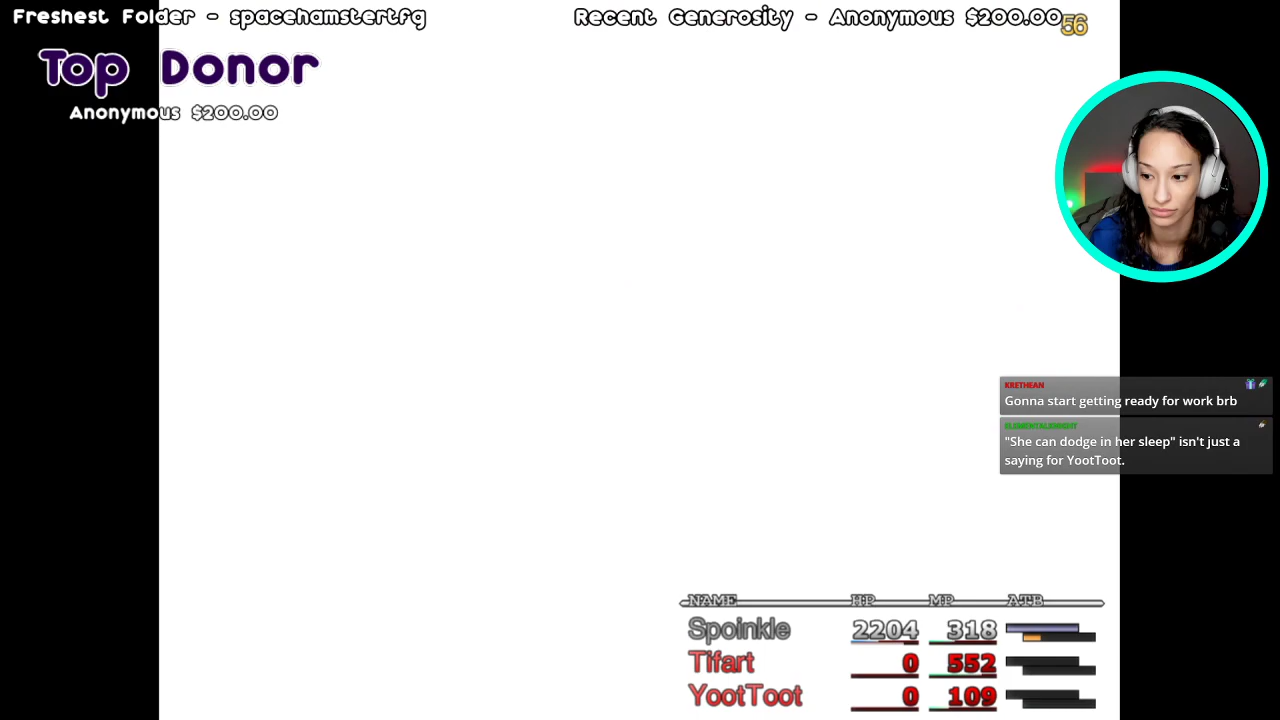 Freshest Folder - spacehamstertfg
Recent Generosity - Anonymous $200.00
56
Top Donor
Anonymous $200.00
KRETHEAN
Gonna start getting ready for work brb
"She can dodge in her sleep" isn't just a
saying for YootToot.
NAME HP MP ATB
Spoinkle 2204 318
Tifart 0 552
YootToot 0 109